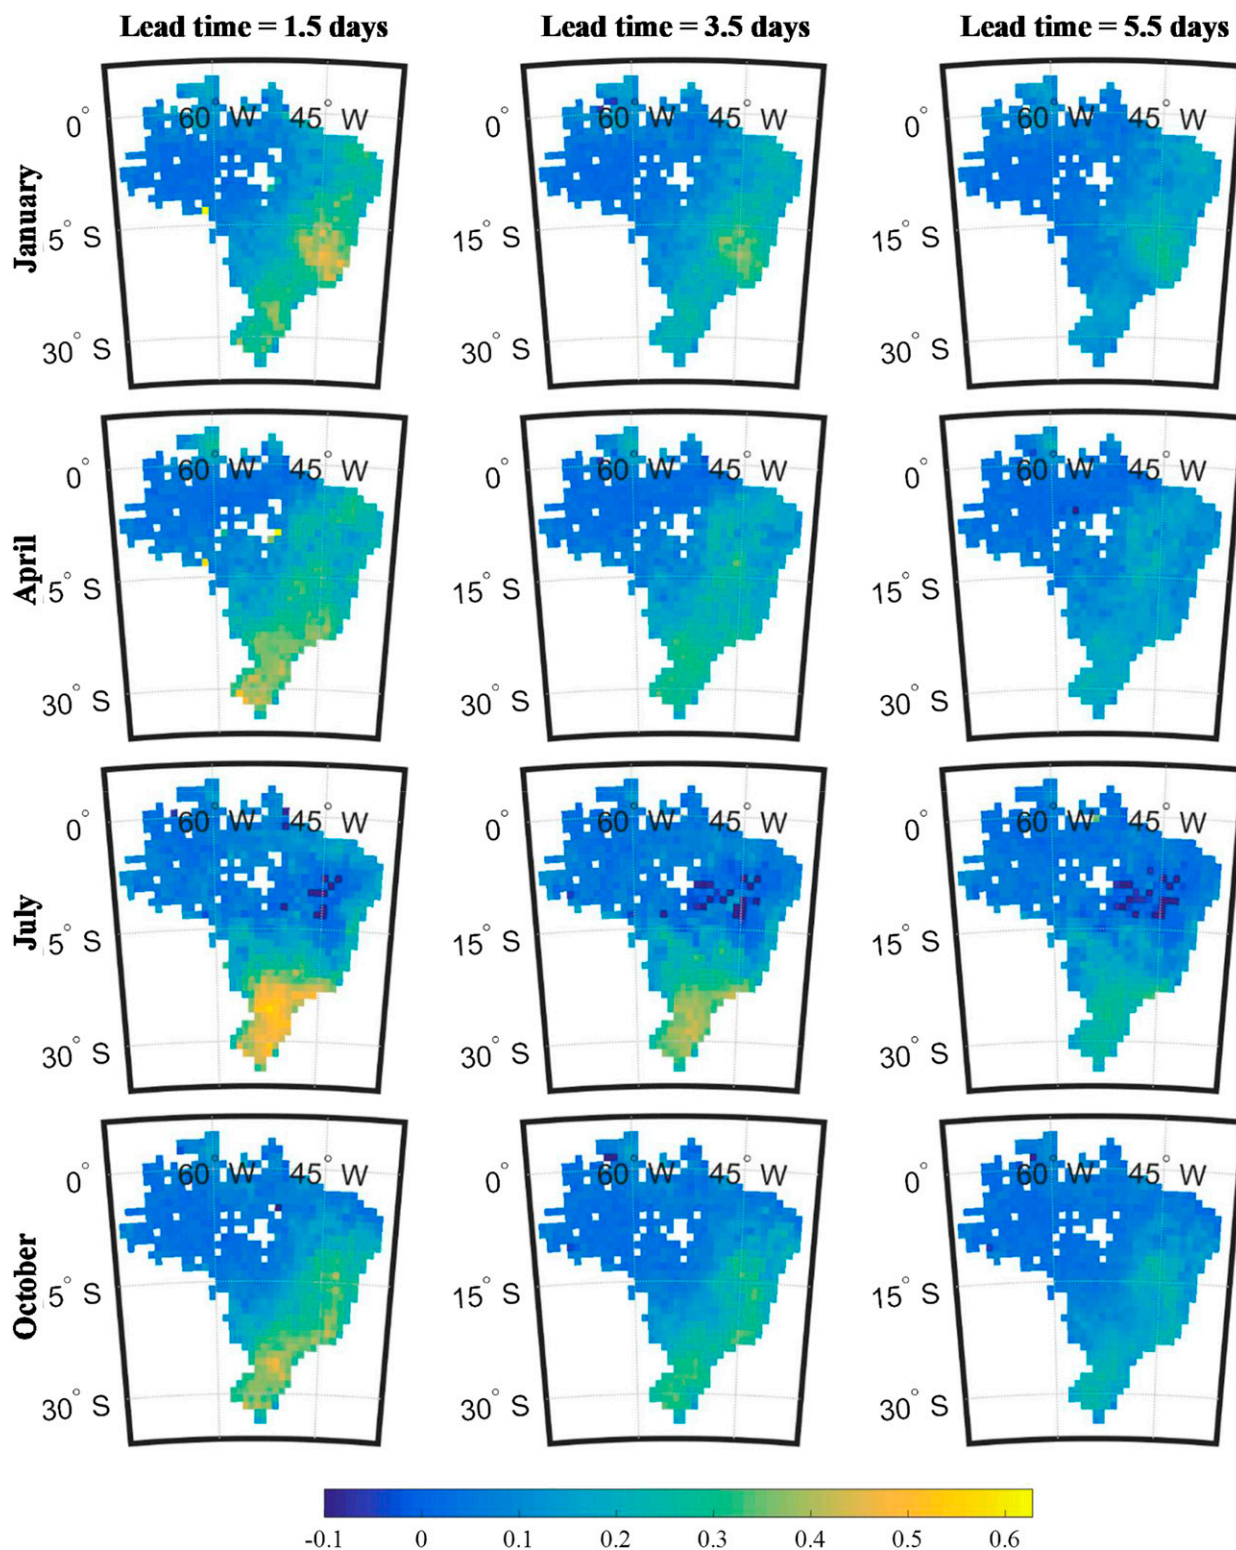 Lead time = 1.5 days Lead time = 3.5 days Lead time = 5.5 days
January
0° 60° W 45° W 0° 60° W 45° W 0° 60° W 45° W
5° S 15° S 15° S
30° S 30° S 30° S
April
0° 60° W 45° W 0° 60° W 45° W 0° 60° W 45° W
5° S 15° S 15° S
30° S 30° S 30° S
July
0° 60° W 45° W 0° 60° W 45° W 0° 60° W 45° W
5° S 15° S 15° S
30° S 30° S 30° S
October
0° 60° W 45° W 0° 60° W 45° W 0° 60° W 45° W
5° S 15° S 15° S
30° S 30° S 30° S
-0.1 0 0.1 0.2 0.3 0.4 0.5 0.6